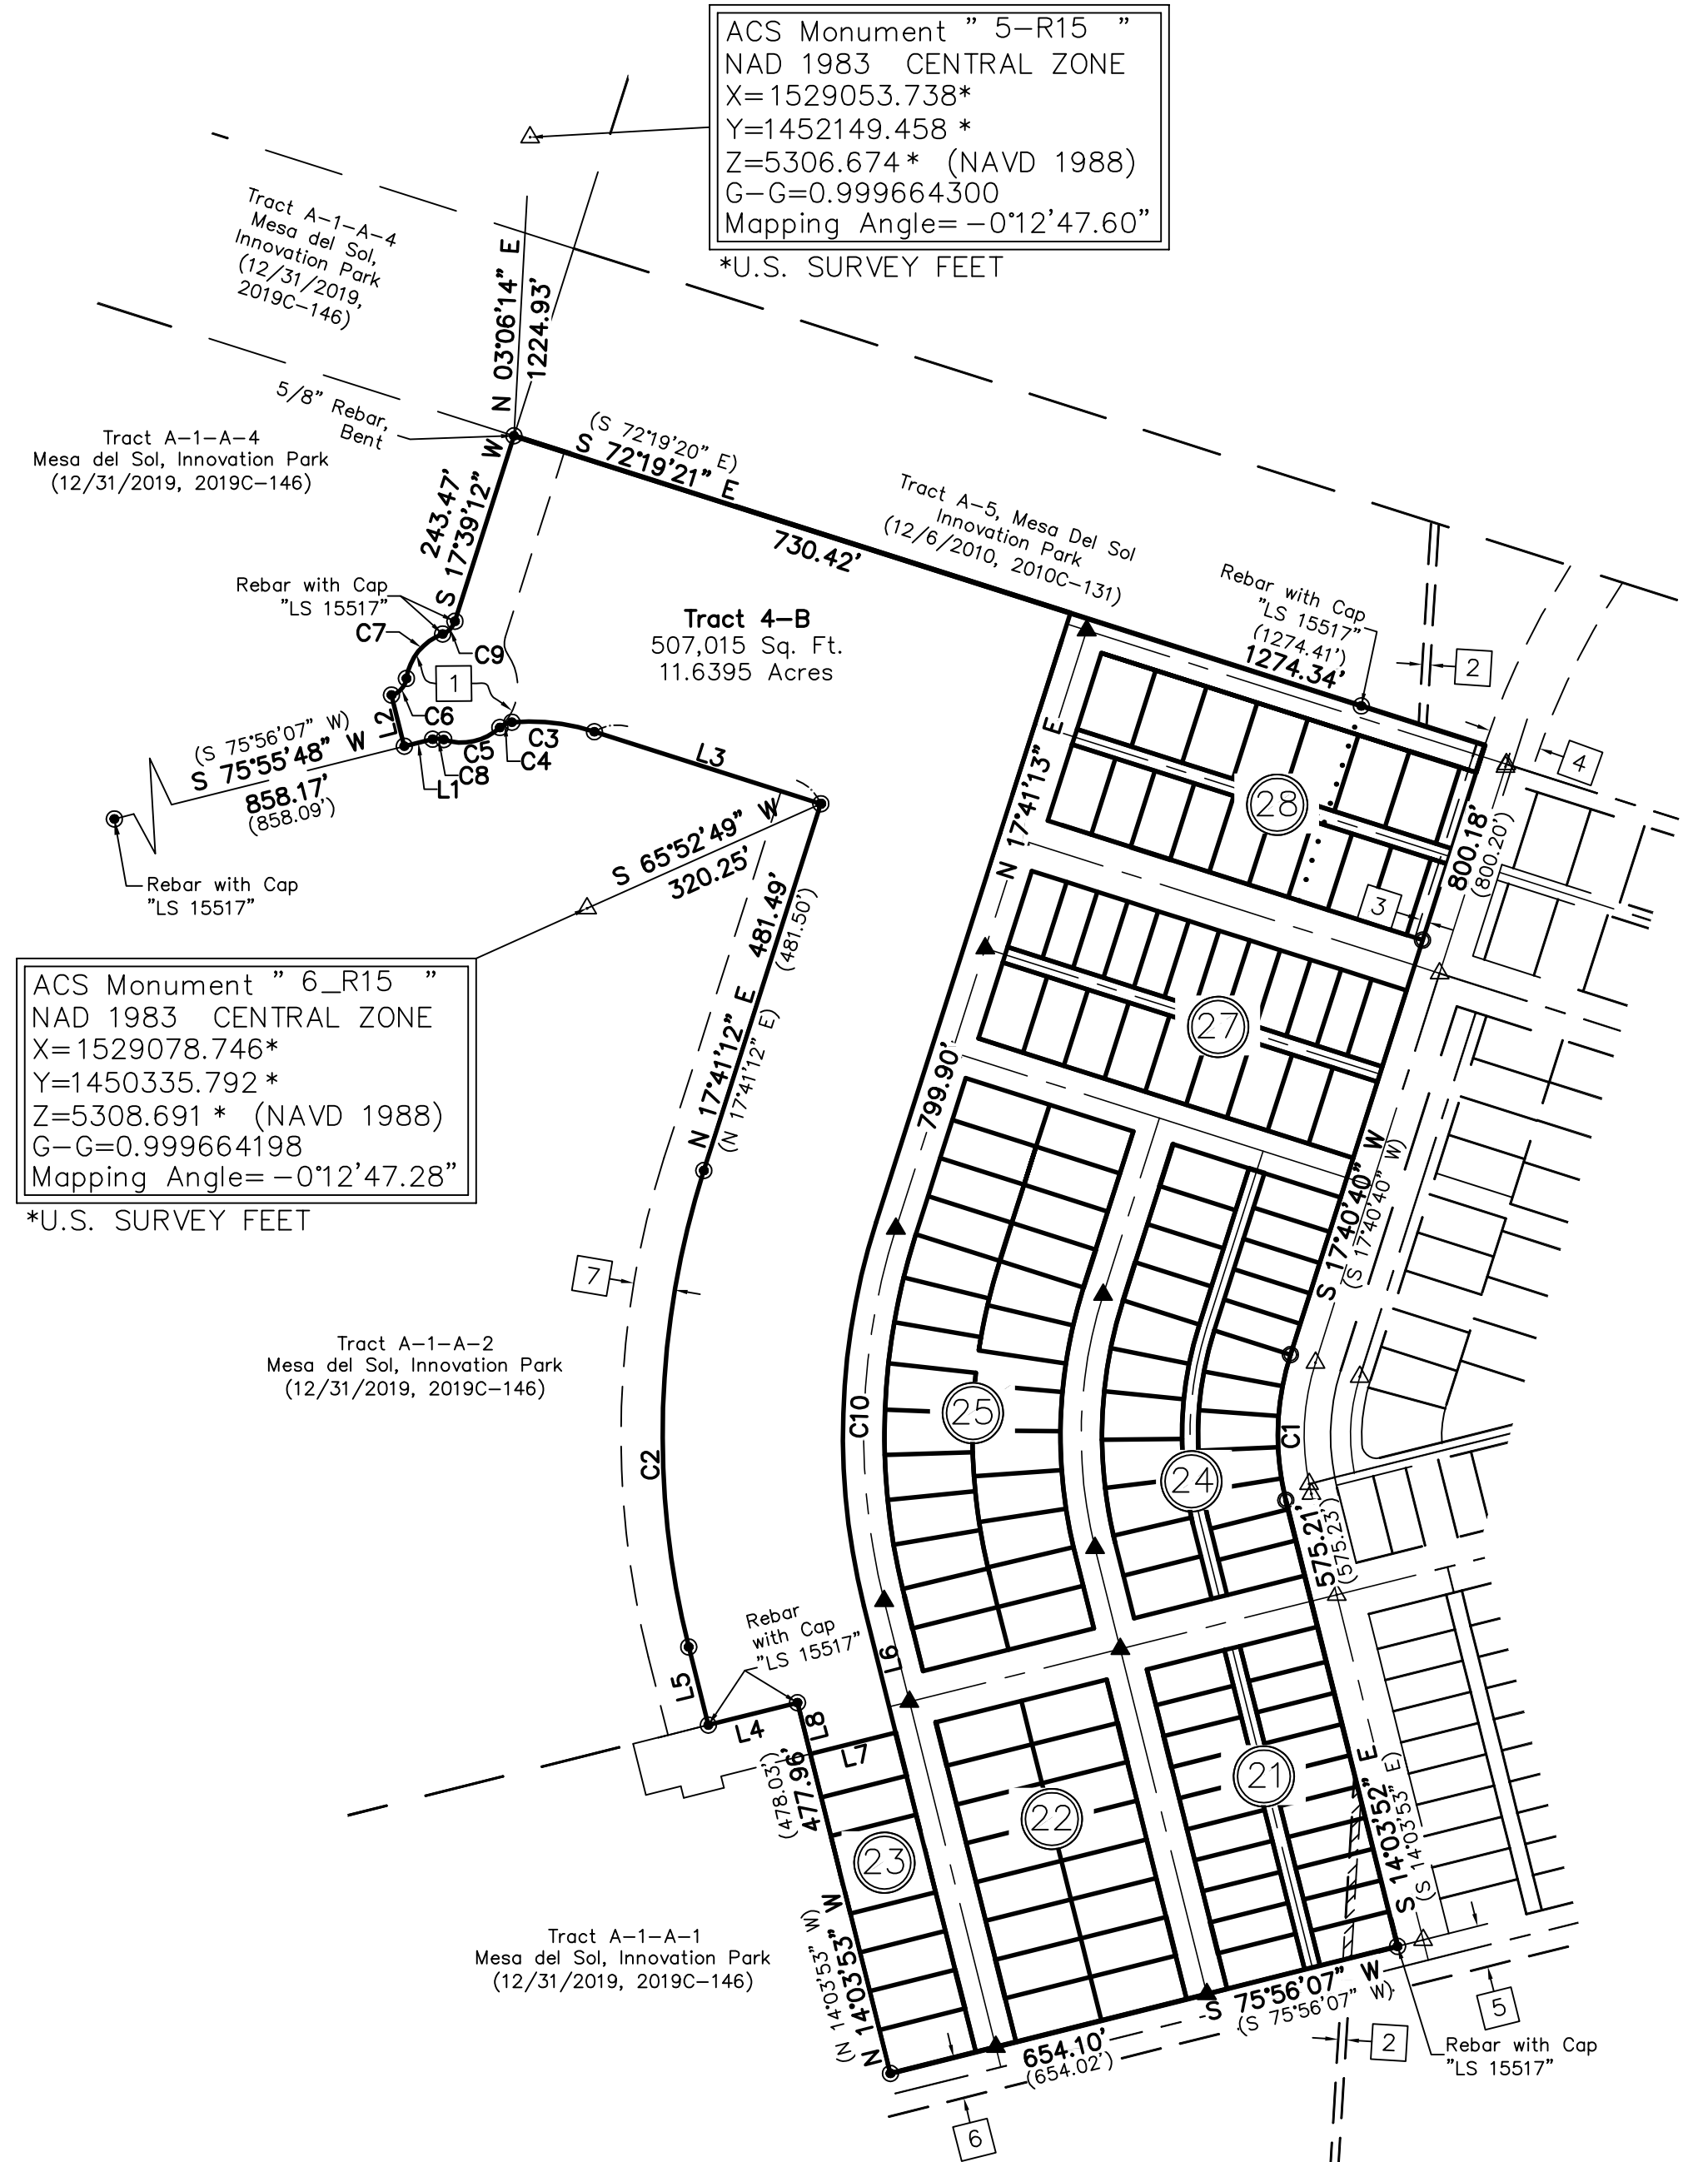 ACS Monument " 5-R15 "
NAD 1983 CENTRAL ZONE
X=1529053.738*
Y=1452149.458 *
Z=5306.674* (NAVD 1988)
G-G=0.999664300
Mapping Angle= -0°12'47.60"
*U.S. SURVEY FEET
Tract A-1-A-4
Mesa del Sol,
Innovation Park
(12/31/2019,
2019C-146)
N 03°06'14" E
1224.93'
5/8" Rebar,
Bent
Tract A-1-A-4
Mesa del Sol, Innovation Park
(12/31/2019, 2019C-146)
(S 72°19'20" E)
S 72°19'21" E
730.42'
Tract A-5, Mesa Del Sol
Innovation Park
(12/6/2010, 2010C-131)
243.47'
S 17°39'12" W
Rebar with Cap
"LS 15517"
C7
C9
1
C6
L2
C3
C4
C5
C8
L1
L3
Tract 4-B
507,015 Sq. Ft.
11.6395 Acres
Rebar with Cap
"LS 15517"
(1274.41')
1274.34'
2
4
(S 75°56'07" W)
S 75°55'48" W
858.17'
(858.09')
Rebar with Cap
"LS 15517"
S 65°52'49" W
320.25'
N 17°41'13" E
799.90'
28
800.18'
(800.20')
3
27
ACS Monument " 6_R15 "
NAD 1983 CENTRAL ZONE
X=1529078.746*
Y=1450335.792 *
Z=5308.691 * (NAVD 1988)
G-G=0.999664198
Mapping Angle= -0°12'47.28"
*U.S. SURVEY FEET
N 17°41'12" E 481.49'
(N 17°41'12" E)
(481.50')
S 17°40'40" W
(S 17°40'40" W)
7
Tract A-1-A-2
Mesa del Sol, Innovation Park
(12/31/2019, 2019C-146)
C2
C10
25
24
C1
575.21'
(575.23')
Rebar
with Cap
"LS 15517"
L5
L4
L8
L7
L6
477.96'
(478.03')
23
22
21
S 14°03'52" E
(S 14°03'53" E)
Tract A-1-A-1
Mesa del Sol, Innovation Park
(12/31/2019, 2019C-146)
N 14°03'53" W
(N 14°03'53" W)
S 75°56'07" W
(S 75°56'07" W)
654.10'
(654.02')
5
2
Rebar with Cap
"LS 15517"
6